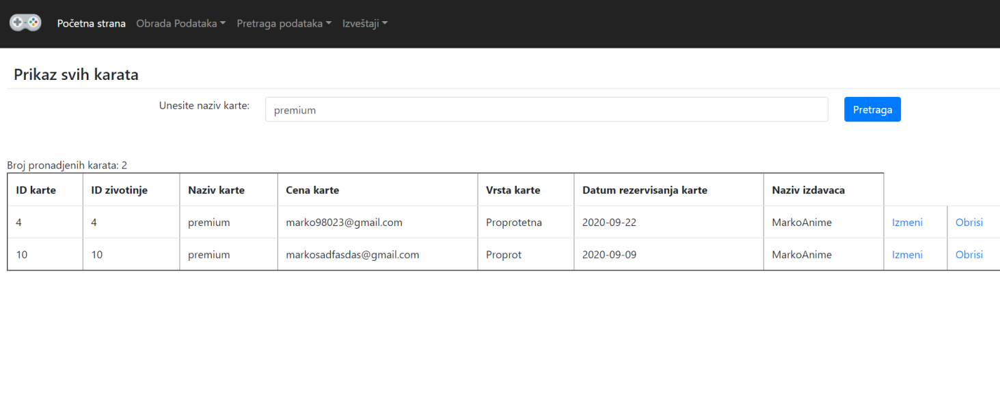 Početna strana Obrada Podataka Pretraga podataka Izveštaji
Prikaz svih karata
Unesite naziv karte: premium Pretraga
Broj pronadjenih karata: 2
ID karte ID zivotinje Naziv karte Cena karte Vrsta karte Datum rezervisanja karte Naziv izdavaca
4 4 premium marko98023@gmail.com Proprotetna 2020-09-22 MarkoAnime Izmeni Obrisi
10 10 premium markosadfasdas@gmail.com Proprot 2020-09-09 MarkoAnime Izmeni Obrisi